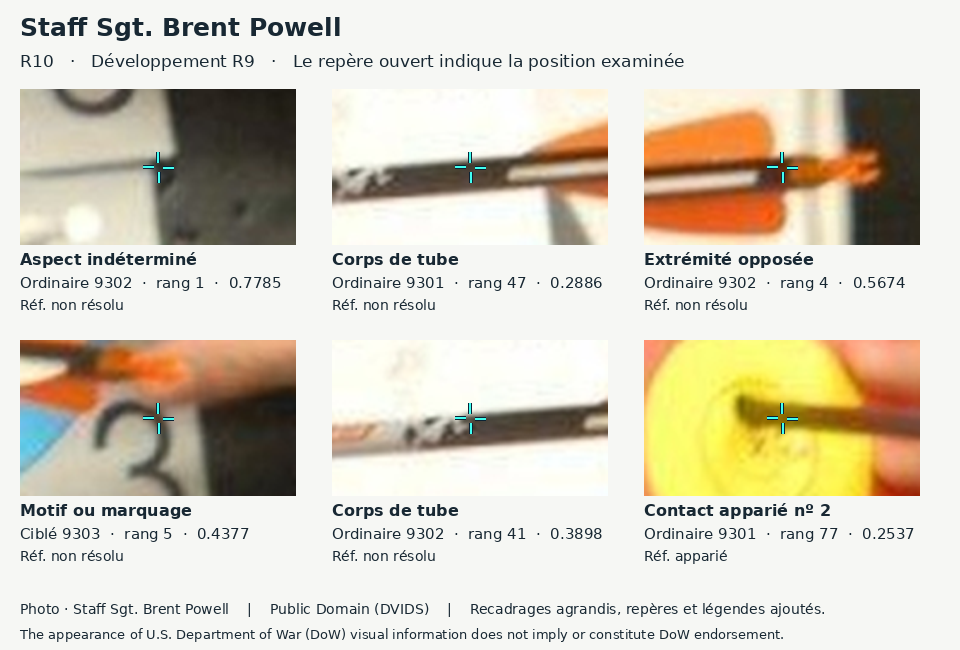 Staff Sgt. Brent Powell
R10 · Développement R9 · Le repère ouvert indique la position examinée
Aspect indéterminé
Ordinaire 9302 · rang 1 · 0.7785
Réf. non résolu
Corps de tube
Ordinaire 9301 · rang 47 · 0.2886
Réf. non résolu
Extrémité opposée
Ordinaire 9302 · rang 4 · 0.5674
Réf. non résolu
3
Motif ou marquage
Ciblé 9303 · rang 5 · 0.4377
Réf. non résolu
Corps de tube
Ordinaire 9302 · rang 41 · 0.3898
Réf. non résolu
Contact apparié nº 2
Ordinaire 9301 · rang 77 · 0.2537
Réf. apparié
Photo · Staff Sgt. Brent Powell | Public Domain (DVIDS) | Recadrages agrandis, repères et légendes ajoutés.
The appearance of U.S. Department of War (DoW) visual information does not imply or constitute DoW endorsement.